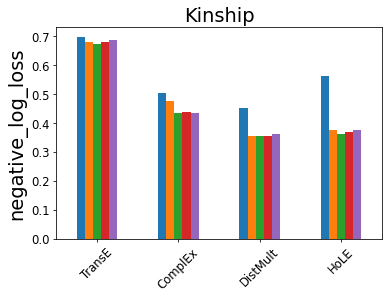 Kinship
negative_log_loss
0.7
0.6
0.5
0.4
0.3
0.2
0.1
0.0
TransE
ComplEx
DistMult
HoLE